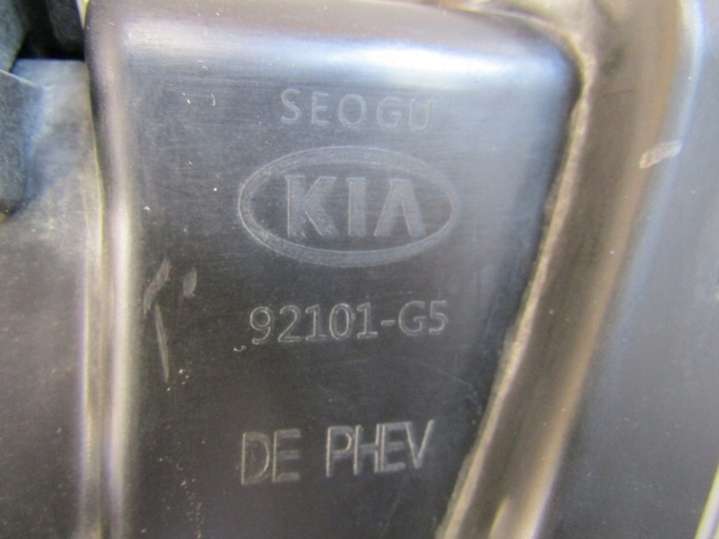 SEOGU
KIA
92101-G5
DE PHEV